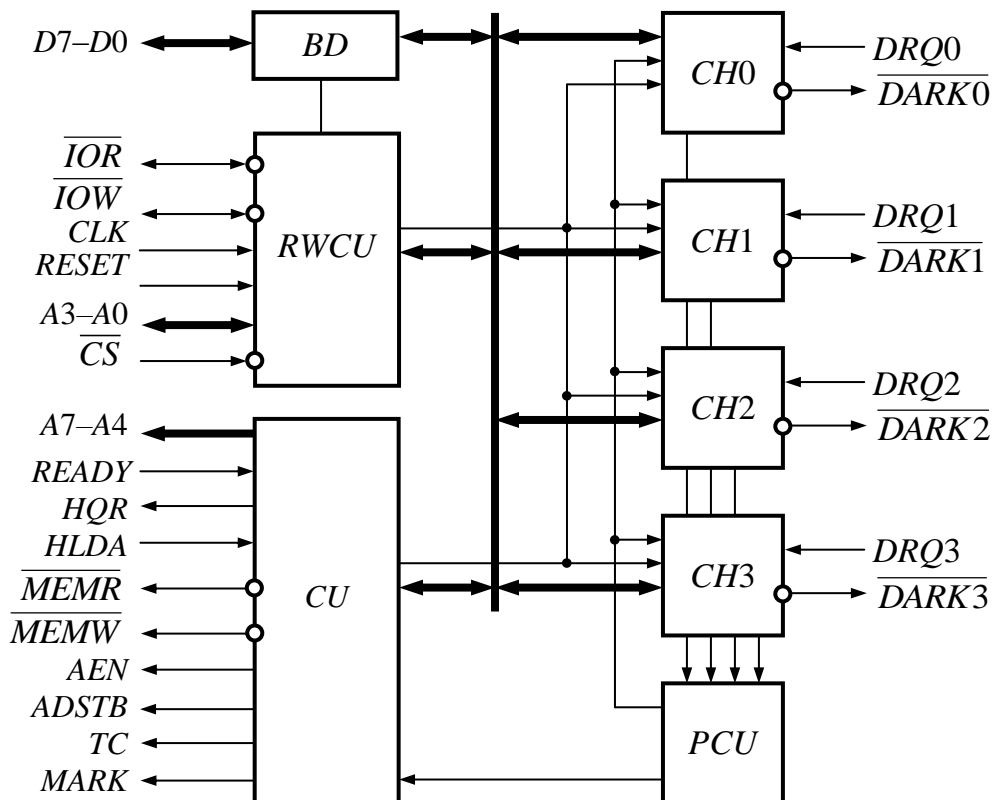 D7–D0
BD
IOR
IOW
CLK
RESET
A3–A0
CS
RWCU
A7–A4
READY
HQR
HLDA
MEMR
MEMW
AEN
ADSTB
TC
MARK
CU
CH0
DRQ0
DARK0
CH1
DRQ1
DARK1
CH2
DRQ2
DARK2
CH3
DRQ3
DARK3
PCU